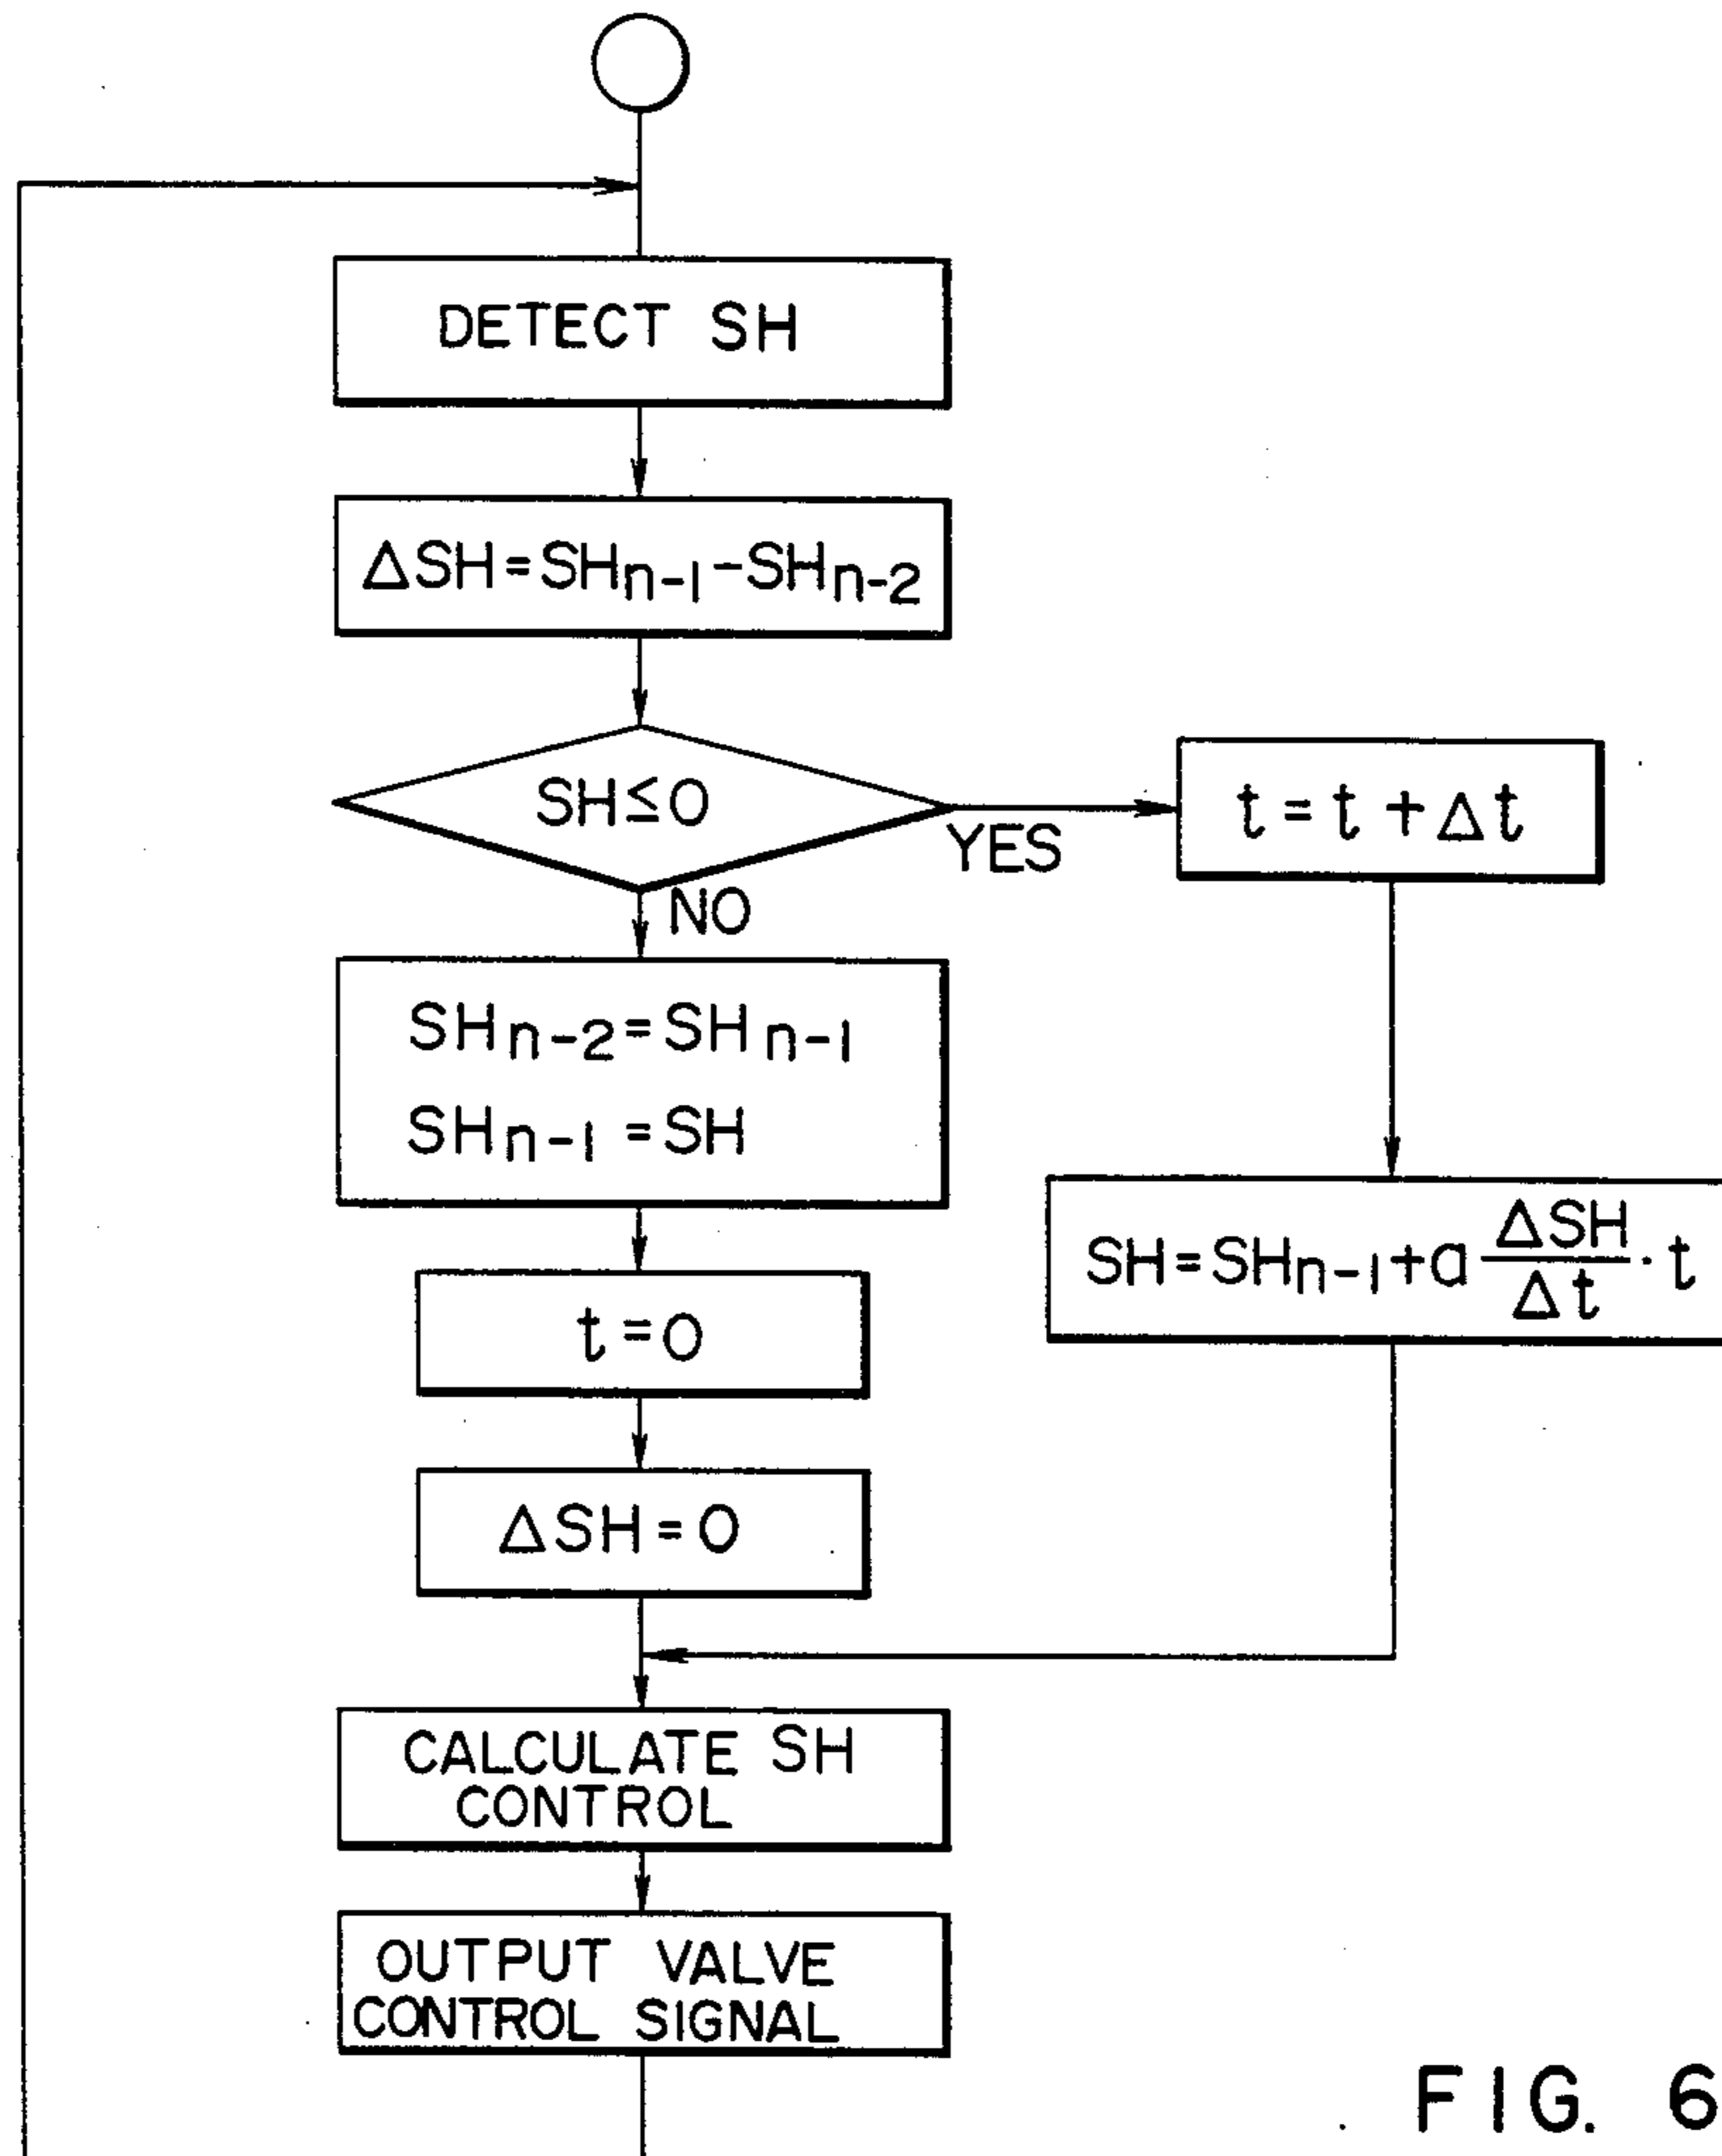 DETECT SH
ΔSH=SHn-1-SHn-2
SH≤0
YES
t=t+Δt
NO
SHn-2=SHn-1
SHn-1=SH
SH=SHn-1+a ΔSH/Δt·t
t=0
ΔSH=0
CALCULATE SH
CONTROL
OUTPUT VALVE
CONTROL SIGNAL
FIG. 6